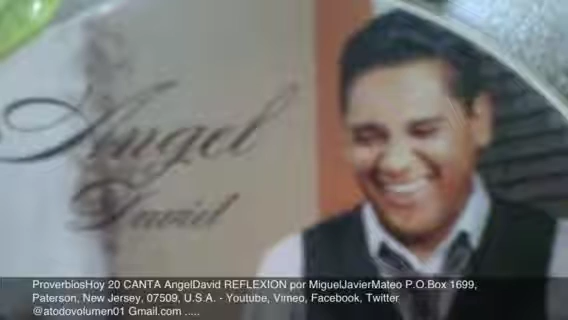 Angel
David
ProverbiosHoy 20 CANTA AngelDavid REFLEXION por MiguelJavierMateo P.O.Box 1699,
Paterson, New Jersey, 07509, U.S.A. - Youtube, Vimeo, Facebook, Twitter
@atodovolumen01 Gmail.com .....